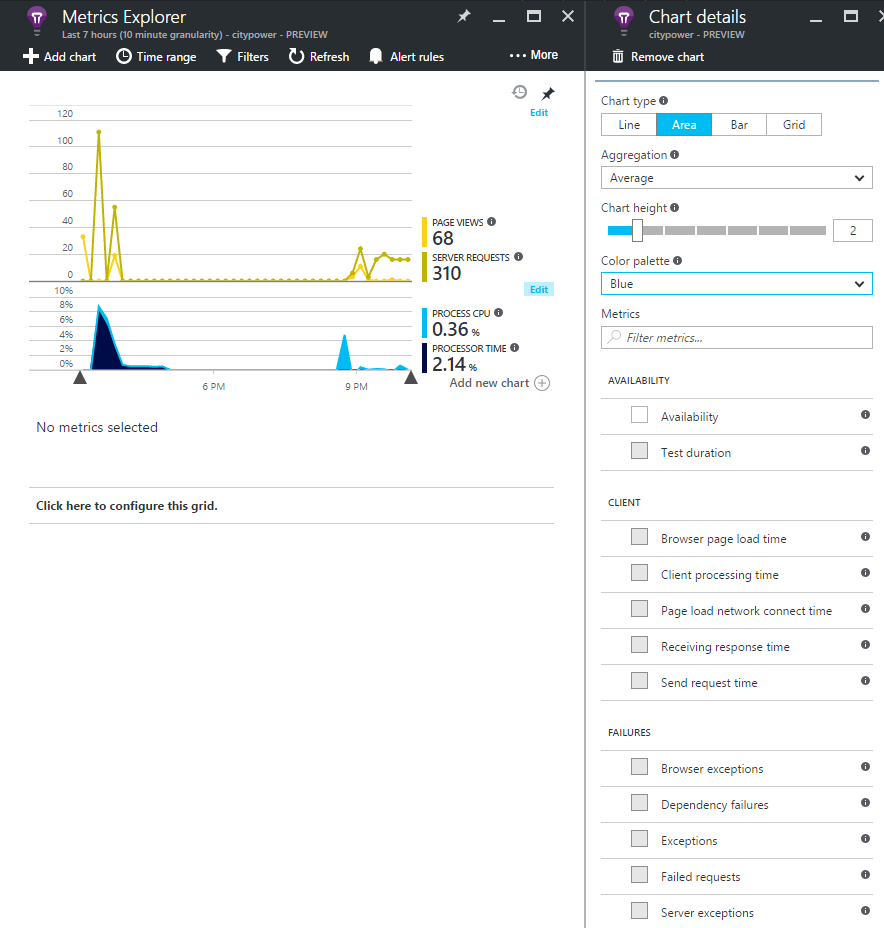 Metrics Explorer
Last 7 hours (10 minute granularity) - citypower - PREVIEW
Add chart
Time range
Filters
Refresh
Alert rules
More
Edit
120
100
80
60
40
20
0
PAGE VIEWS
68
SERVER REQUESTS
310
Edit
10%
8%
6%
4%
2%
0%
PROCESS CPU
0.36 %
PROCESSOR TIME
2.14 %
6 PM
9 PM
Add new chart
No metrics selected
Click here to configure this grid.
Chart details
citypower - PREVIEW
Remove chart
Chart type
Line
Area
Bar
Grid
Aggregation
Average
Chart height
2
Color palette
Blue
Metrics
Filter metrics...
AVAILABILITY
Availability
Test duration
CLIENT
Browser page load time
Client processing time
Page load network connect time
Receiving response time
Send request time
FAILURES
Browser exceptions
Dependency failures
Exceptions
Failed requests
Server exceptions